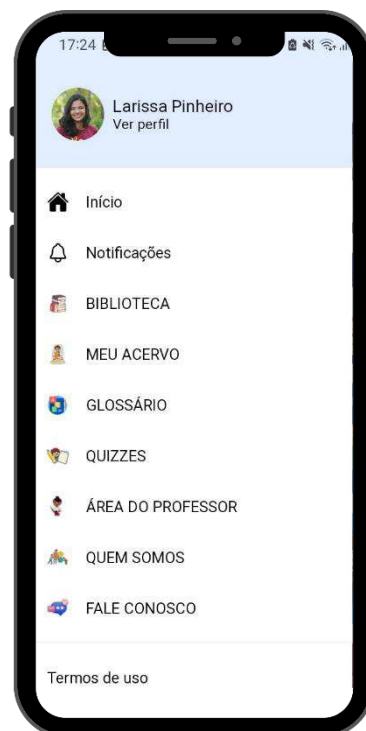 17:24
Larissa Pinheiro
Ver perfil
Início
Notificações
BIBLIOTECA
MEU ACERVO
GLOSSÁRIO
QUIZZES
ÁREA DO PROFESSOR
QUEM SOMOS
FALE CONOSCO
Termos de uso